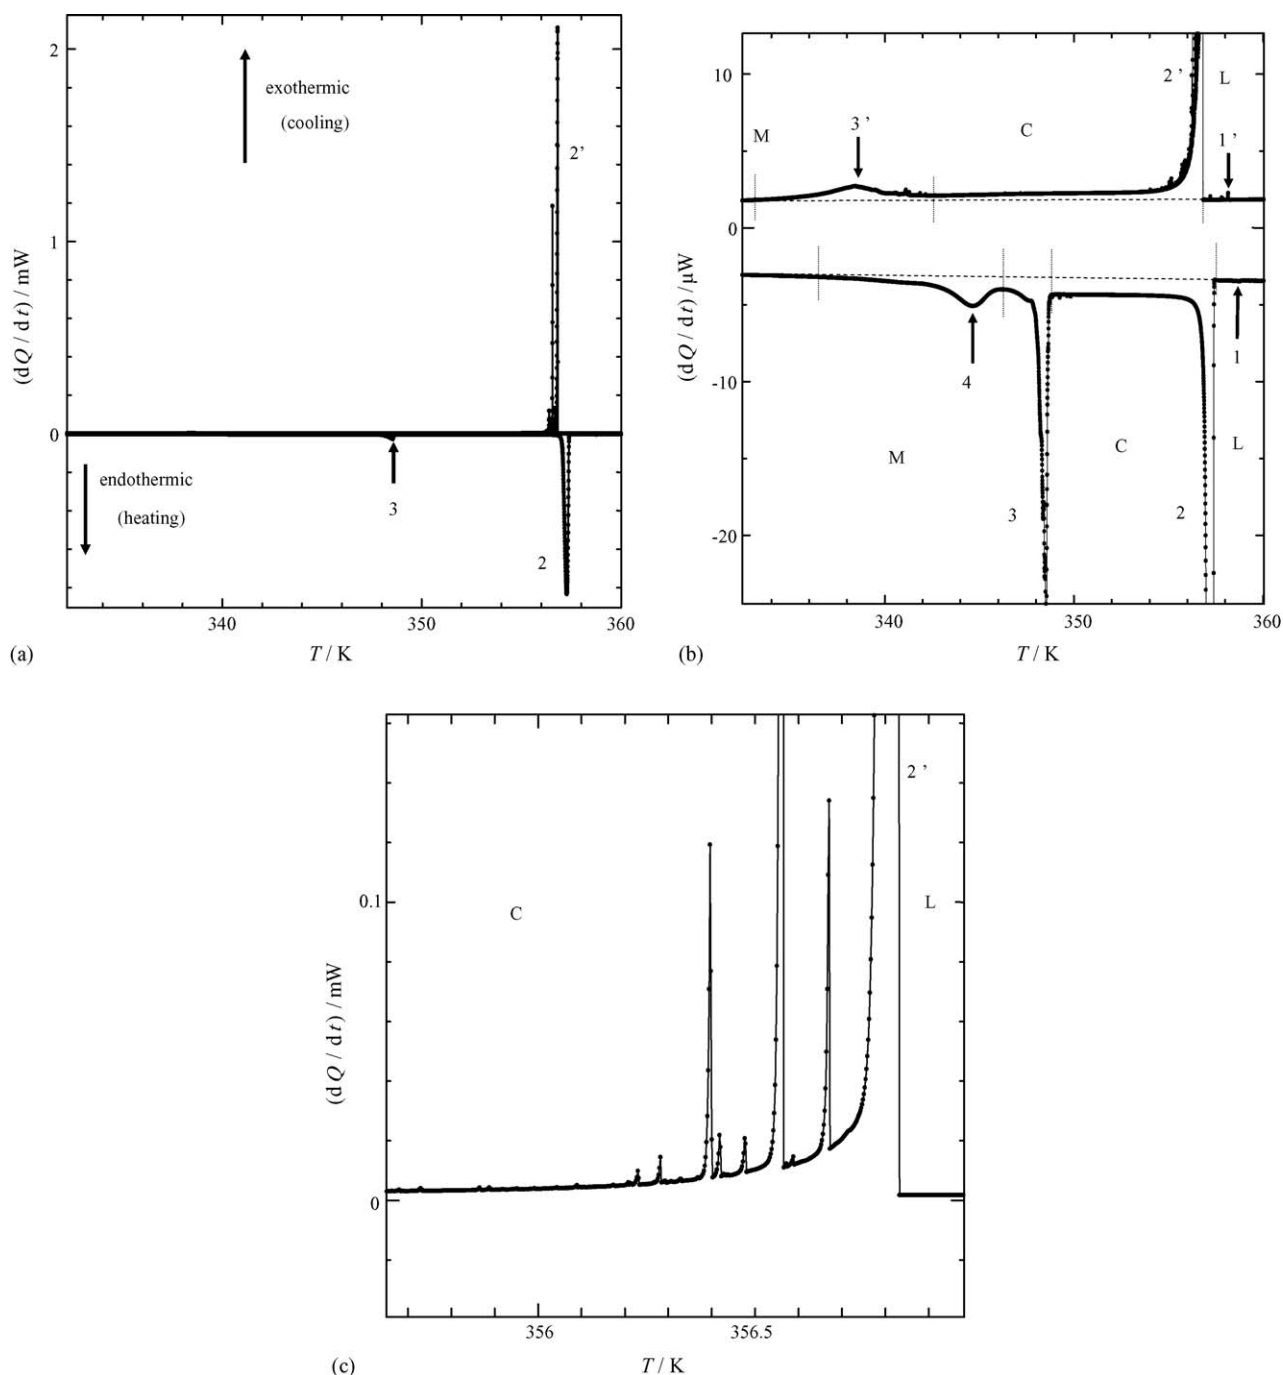 2
1
0
340
350
360
(dQ / dt) / mW
T / K
exothermic
(cooling)
endothermic
(heating)
2'
3
2
(a)
10
0
-10
-20
340
350
360
(dQ / dt) / µW
T / K
M
3 '
C
2 '
L
1 '
4
M
3
C
2
L
1
(b)
0.1
0
356
356.5
(dQ / dt) / mW
T / K
C
2 '
L
(c)